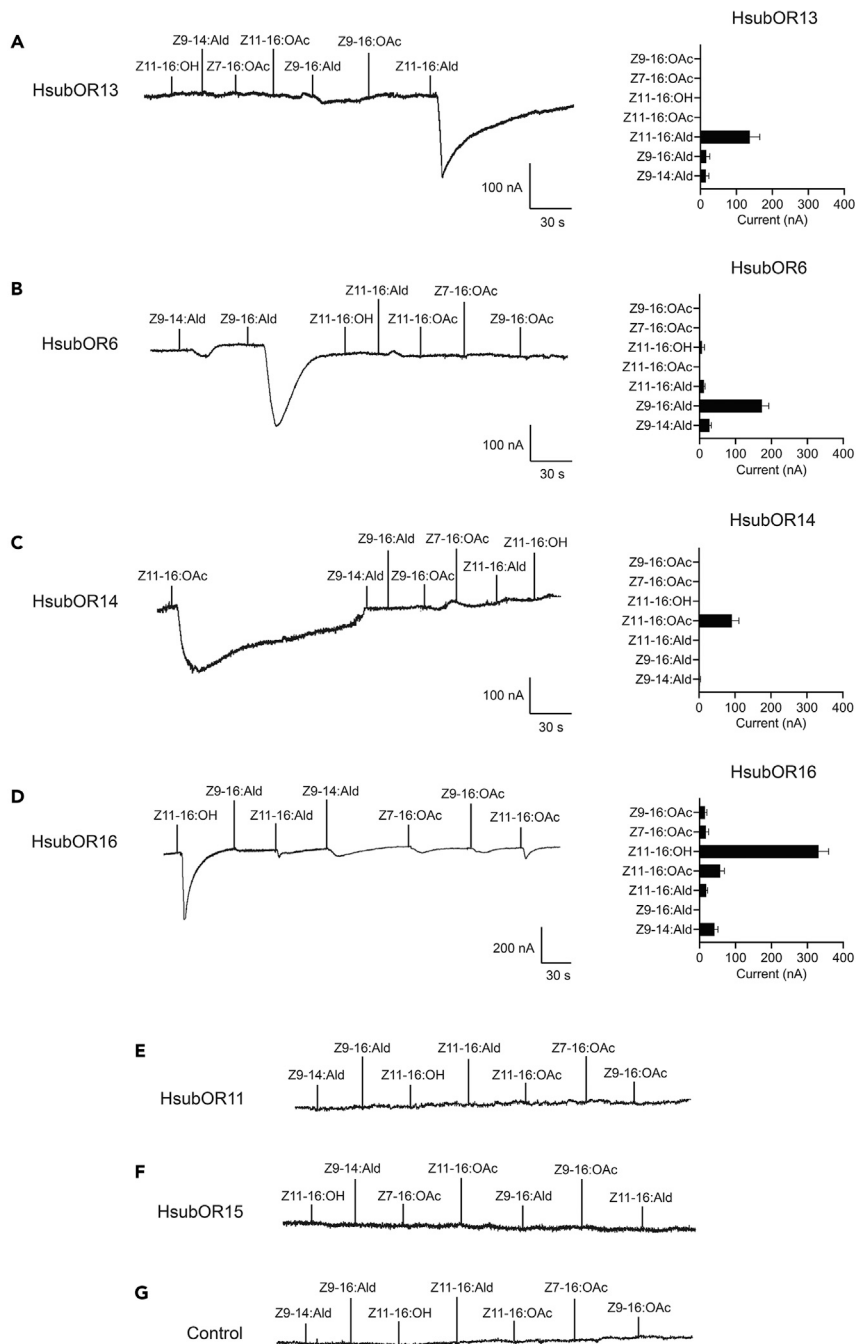 HsubOR13
A
Z9-14:Ald Z11-16:OAc Z9-16:OAc
Z11-16:OH Z7-16:OAc Z9-16:Ald Z11-16:Ald
HsubOR13
100 nA
30 s
Z9-16:OAc
Z7-16:OAc
Z11-16:OH
Z11-16:OAc
Z11-16:Ald
Z9-16:Ald
Z9-14:Ald
0 100 200 300 400
Current (nA)
HsubOR6
B
Z11-16:Ald Z7-16:OAc
Z9-14:Ald Z9-16:Ald Z11-16:OH Z11-16:OAc Z9-16:OAc
HsubOR6
100 nA
30 s
Z9-16:OAc
Z7-16:OAc
Z11-16:OH
Z11-16:OAc
Z11-16:Ald
Z9-16:Ald
Z9-14:Ald
0 100 200 300 400
Current (nA)
HsubOR14
C
Z9-16:Ald Z7-16:OAc Z11-16:OH
Z11-16:OAc Z9-14:Ald Z9-16:OAc Z11-16:Ald
HsubOR14
100 nA
30 s
Z9-16:OAc
Z7-16:OAc
Z11-16:OH
Z11-16:OAc
Z11-16:Ald
Z9-16:Ald
Z9-14:Ald
0 100 200 300 400
Current (nA)
HsubOR16
D
Z9-16:Ald Z9-14:Ald Z9-16:OAc
Z11-16:OH Z11-16:Ald Z7-16:OAc Z11-16:OAc
HsubOR16
200 nA
30 s
Z9-16:OAc
Z7-16:OAc
Z11-16:OH
Z11-16:OAc
Z11-16:Ald
Z9-16:Ald
Z9-14:Ald
0 100 200 300 400
Current (nA)
E
Z9-16:Ald Z11-16:Ald Z7-16:OAc
Z9-14:Ald Z11-16:OH Z11-16:OAc Z9-16:OAc
HsubOR11
F
Z9-14:Ald Z11-16:OAc Z9-16:OAc
Z11-16:OH Z7-16:OAc Z9-16:Ald Z11-16:Ald
HsubOR15
G
Z9-16:Ald Z11-16:Ald Z7-16:OAc
Z9-14:Ald Z11-16:OH Z11-16:OAc Z9-16:OAc
Control